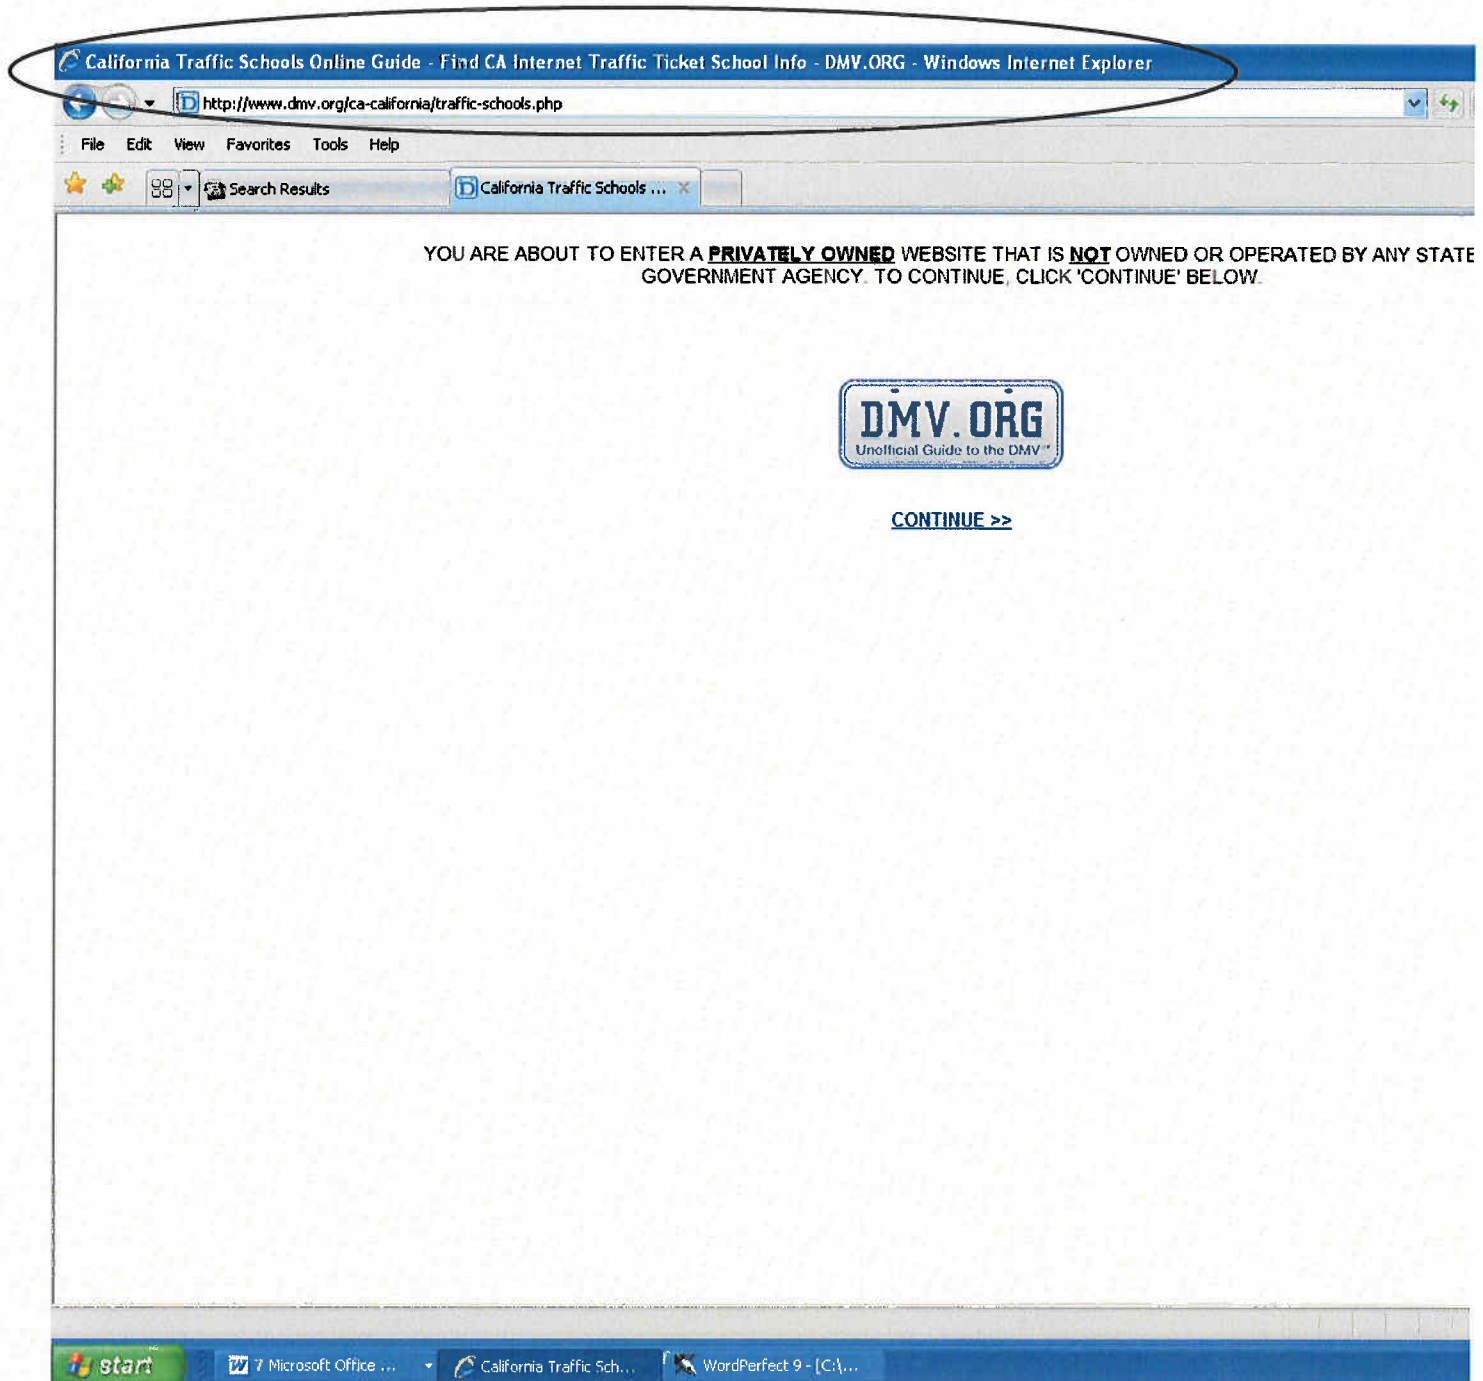 California Traffic Schools Online Guide - Find CA Internet Traffic Ticket School Info - DMV.ORG - Windows Internet Explorer
http://www.dmv.org/ca-california/traffic-schools.php
File Edit View Favorites Tools Help
Search Results California Traffic Schools ...
YOU ARE ABOUT TO ENTER A PRIVATELY OWNED WEBSITE THAT IS NOT OWNED OR OPERATED BY ANY STATE
GOVERNMENT AGENCY. TO CONTINUE, CLICK 'CONTINUE' BELOW.
DMV.ORG
Unofficial Guide to the DMV™
CONTINUE >>
start 7 Microsoft Office ... California Traffic Sch... WordPerfect 9 - [C:\...